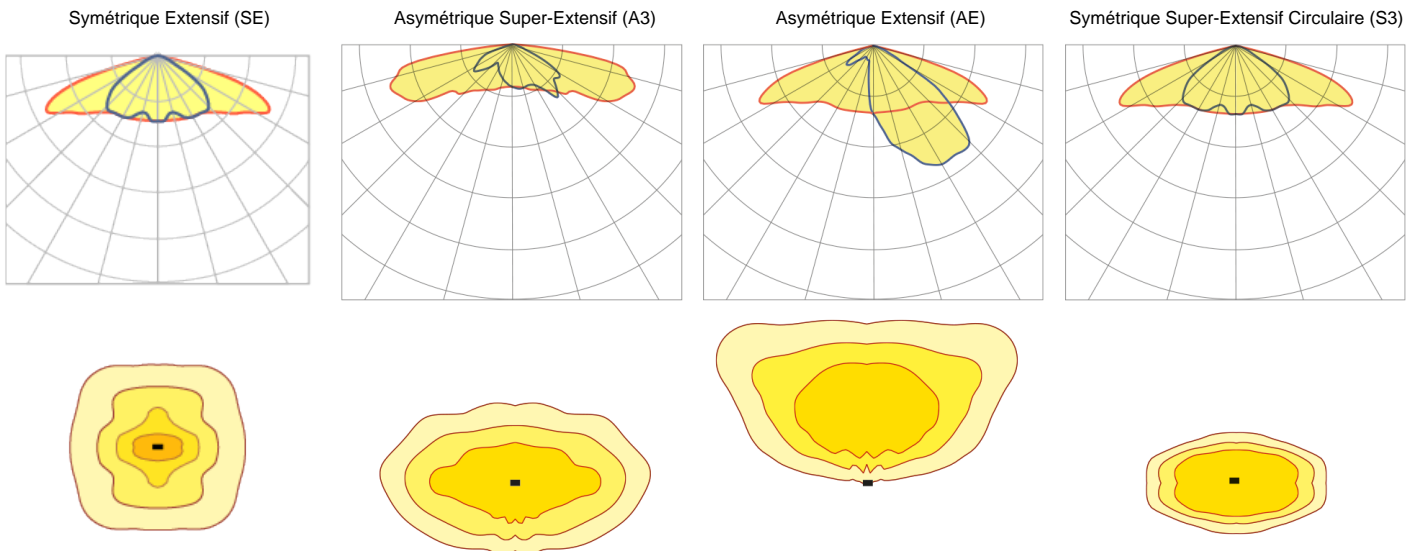 Symétrique Extensif (SE)
Asymétrique Super-Extensif (A3)
Asymétrique Extensif (AE)
Symétrique Super-Extensif Circulaire (S3)